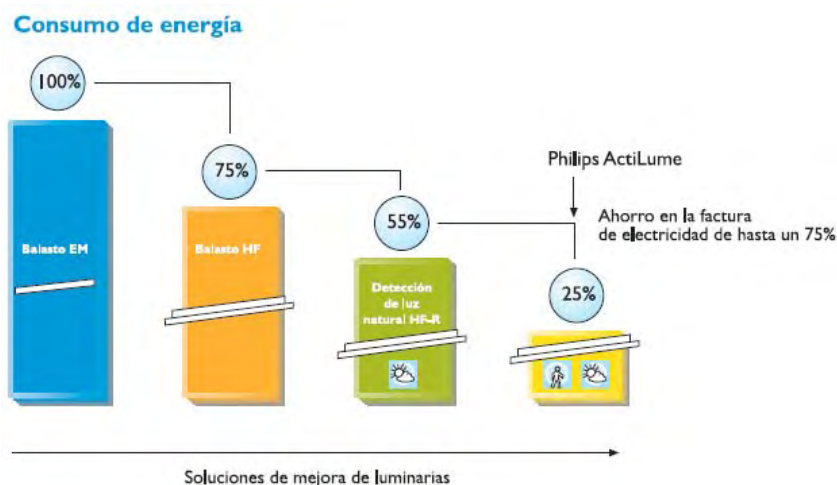 Consumo de energía
100%
75%
Philips ActiLume
55%
Ahorro en la factura
de electricidad de hasta un 75%
Balasto EM
Balasto HF
Detección
de luz
natural HF-R
25%
Soluciones de mejora de luminarias